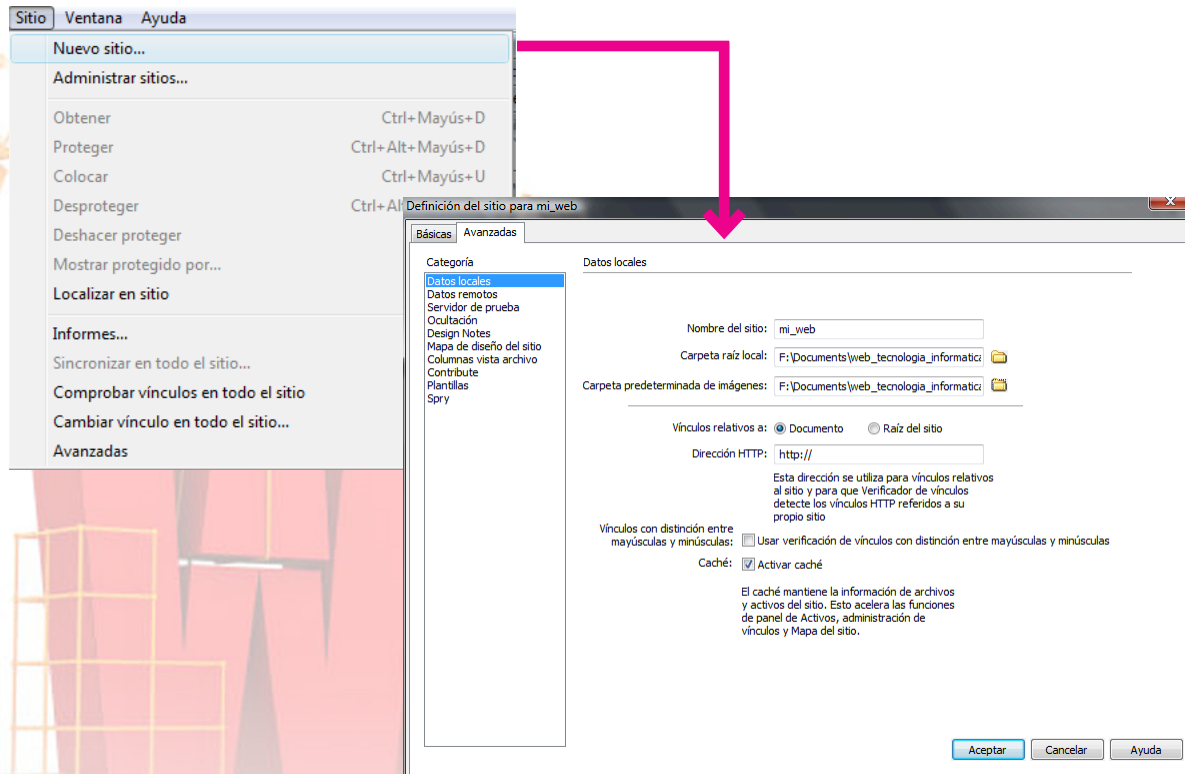 Sitio Ventana Ayuda
Nuevo sitio...
Administrar sitios...
Obtener Ctrl+Mayús+D
Proteger Ctrl+Alt+Mayús+D
Colocar Ctrl+Mayús+U
Desproteger Ctrl+Al
Deshacer proteger
Mostrar protegido por...
Localizar en sitio
Informes...
Sincronizar en todo el sitio...
Comprobar vínculos en todo el sitio
Cambiar vínculo en todo el sitio...
Avanzadas
Definición del sitio para mi_web
Básicas Avanzadas
Categoría
Datos locales
Datos remotos
Servidor de prueba
Ocultación
Design Notes
Mapa de diseño del sitio
Columnas vista archivo
Contribute
Plantillas
Spry
Datos locales
Nombre del sitio: mi_web
Carpeta raíz local: F:\Documents\web_tecnologia_informatica
Carpeta predeterminada de imágenes: F:\Documents\web_tecnologia_informatica
Vínculos relativos a: Documento Raíz del sitio
Dirección HTTP: http://
Esta dirección se utiliza para vínculos relativos
al sitio y para que Verificador de vínculos
detecte los vínculos HTTP referidos a su
propio sitio
Vínculos con distinción entre
mayúsculas y minúsculas: Usar verificación de vínculos con distinción entre mayúsculas y minúsculas
Caché: Activar caché
El caché mantiene la información de archivos
y activos del sitio. Esto acelera las funciones
de panel de Activos, administración de
vínculos y Mapa del sitio.
Aceptar Cancelar Ayuda